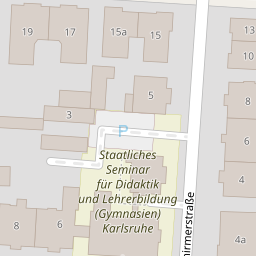 19
17
15a
15
13
10
5
8
3
P
6
Staatliches
Seminar
für Didaktik
und Lehrerbildung
(Gymnasien)
Karlsruhe
8
6
4a